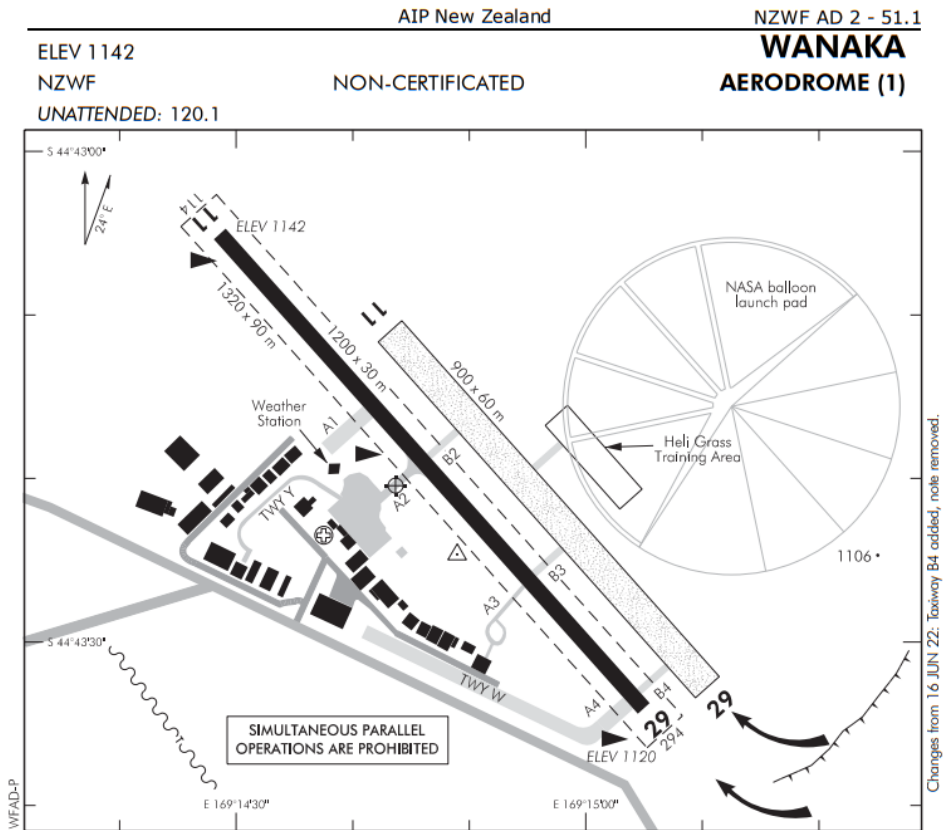 AIP New Zealand
NZWF AD 2 - 51.1
ELEV 1142
WANAKA
NZWF
NON-CERTIFICATED
AERODROME (1)
UNATTENDED: 120.1
S 44°43'00"
24° E
114
11
ELEV 1142
NASA balloon
launch pad
1320 x 90 m
11
1200 x 30 m
900 x 60 m
Weather
Station
A1
B2
Heli Grass
Training Area
A2
TWY Y
1106
B3
A3
S 44°43'30"
TWY W
A4
B4
29
29
294
SIMULTANEOUS PARALLEL
OPERATIONS ARE PROHIBITED
ELEV 1120
E 169°14'30"
E 169°15'00"
WFAD-P
Changes from 16 JUN 22: Taxiway B4 added, note removed.